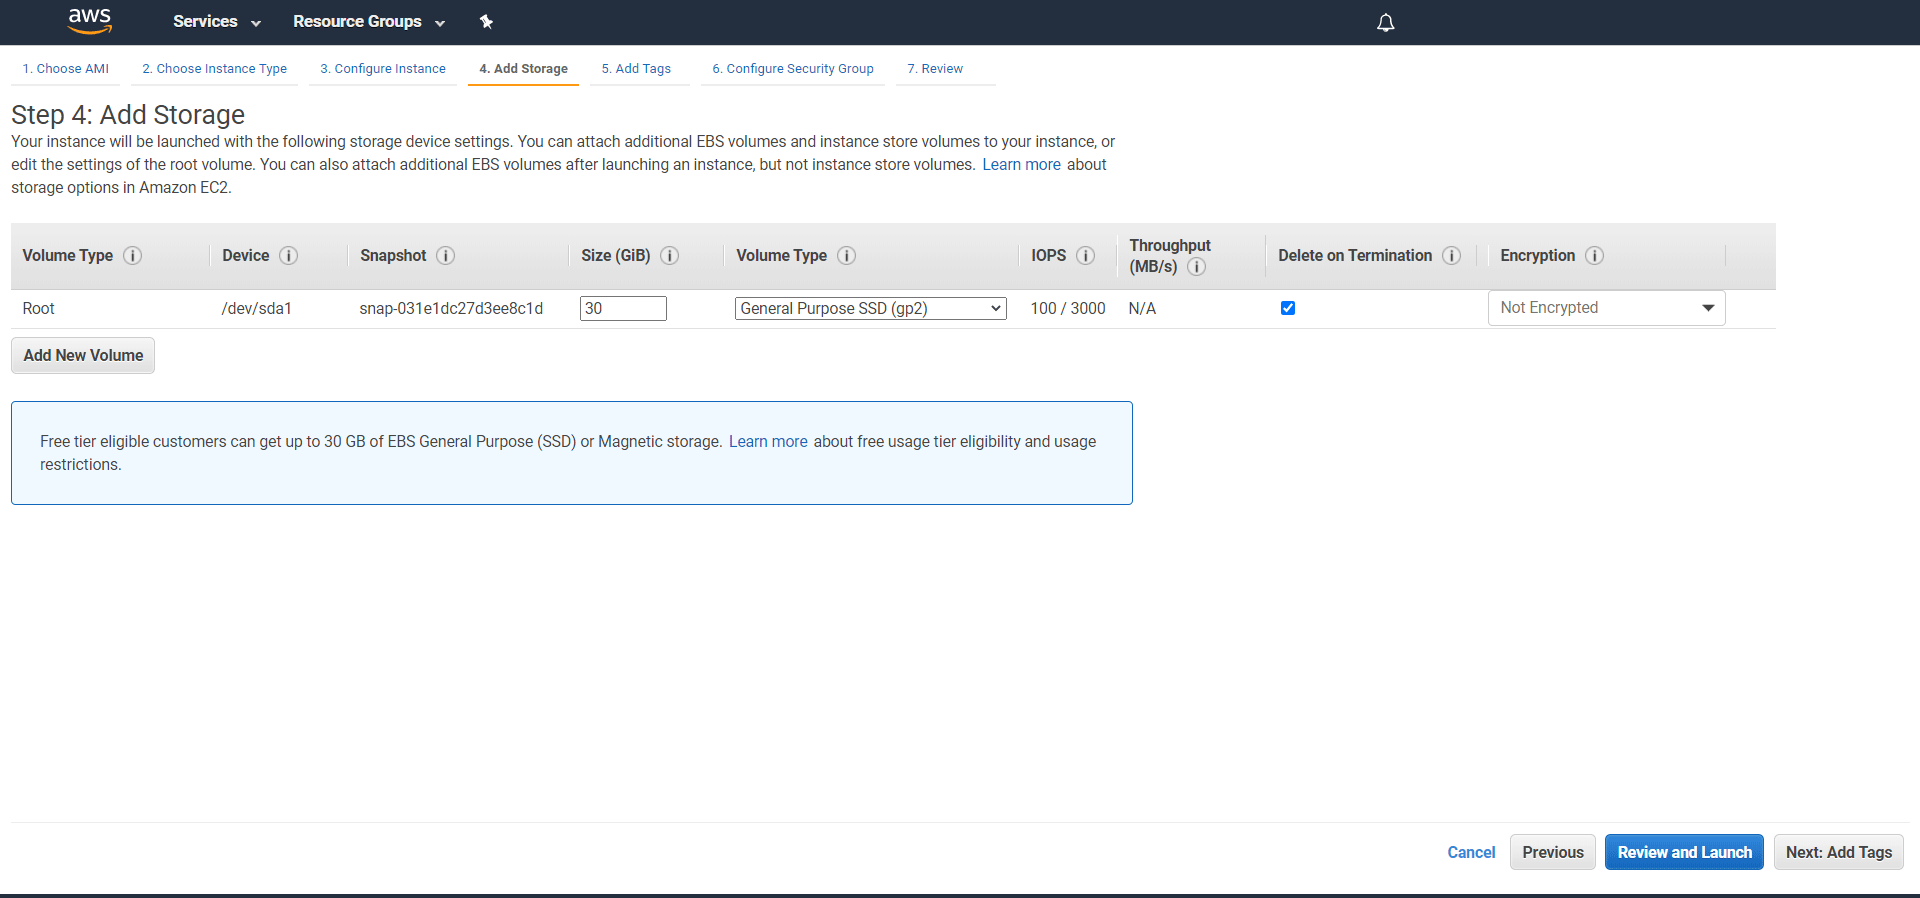 aws Services Resource Groups
1. Choose AMI 2. Choose Instance Type 3. Configure Instance 4. Add Storage 5. Add Tags 6. Configure Security Group 7. Review
Step 4: Add Storage
Your instance will be launched with the following storage device settings. You can attach additional EBS volumes and instance store volumes to your instance, or
edit the settings of the root volume. You can also attach additional EBS volumes after launching an instance, but not instance store volumes. Learn more about
storage options in Amazon EC2.
Volume Type Device Snapshot Size (GiB) Volume Type IOPS Throughput (MB/s) Delete on Termination Encryption
Root /dev/sda1 snap-031e1dc27d3ee8c1d 30 General Purpose SSD (gp2) 100 / 3000 N/A Not Encrypted
Add New Volume
Free tier eligible customers can get up to 30 GB of EBS General Purpose (SSD) or Magnetic storage. Learn more about free usage tier eligibility and usage
restrictions.
Cancel Previous Review and Launch Next: Add Tags